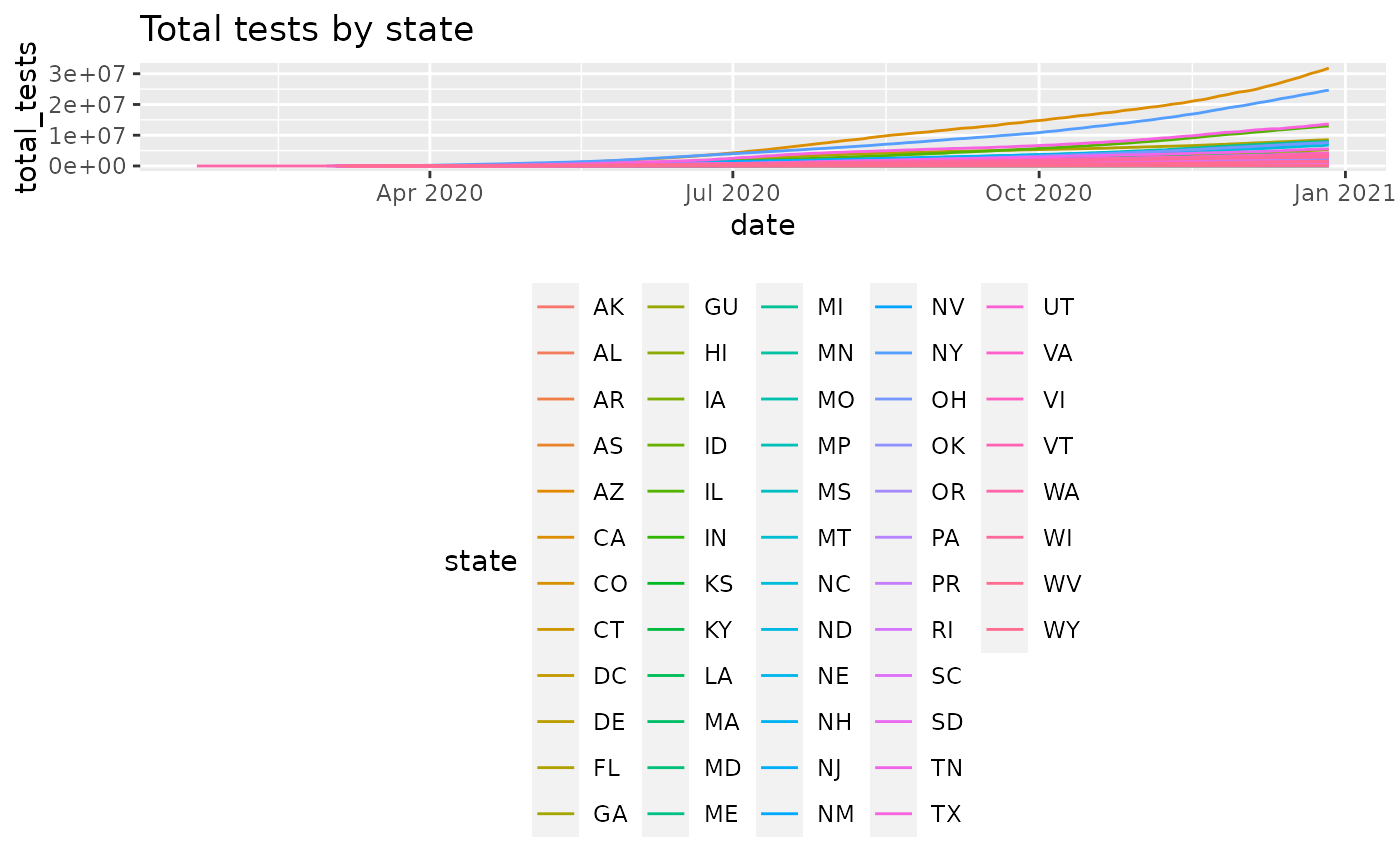 Total tests by state
total_tests
3e+07
2e+07
1e+07
0e+00
Apr 2020 Jul 2020 Oct 2020 Jan 2021
date
state
AK GU MI NV UT
AL HI MN NY VA
AR IA MO OH VI
AS ID MP OK VT
AZ IL MS OR WA
CA IN MT PA WI
CO KS NC PR WV
CT KY ND RI WY
DC LA NE SC
DE MA NH SD
FL MD NJ TN
GA ME NM TX